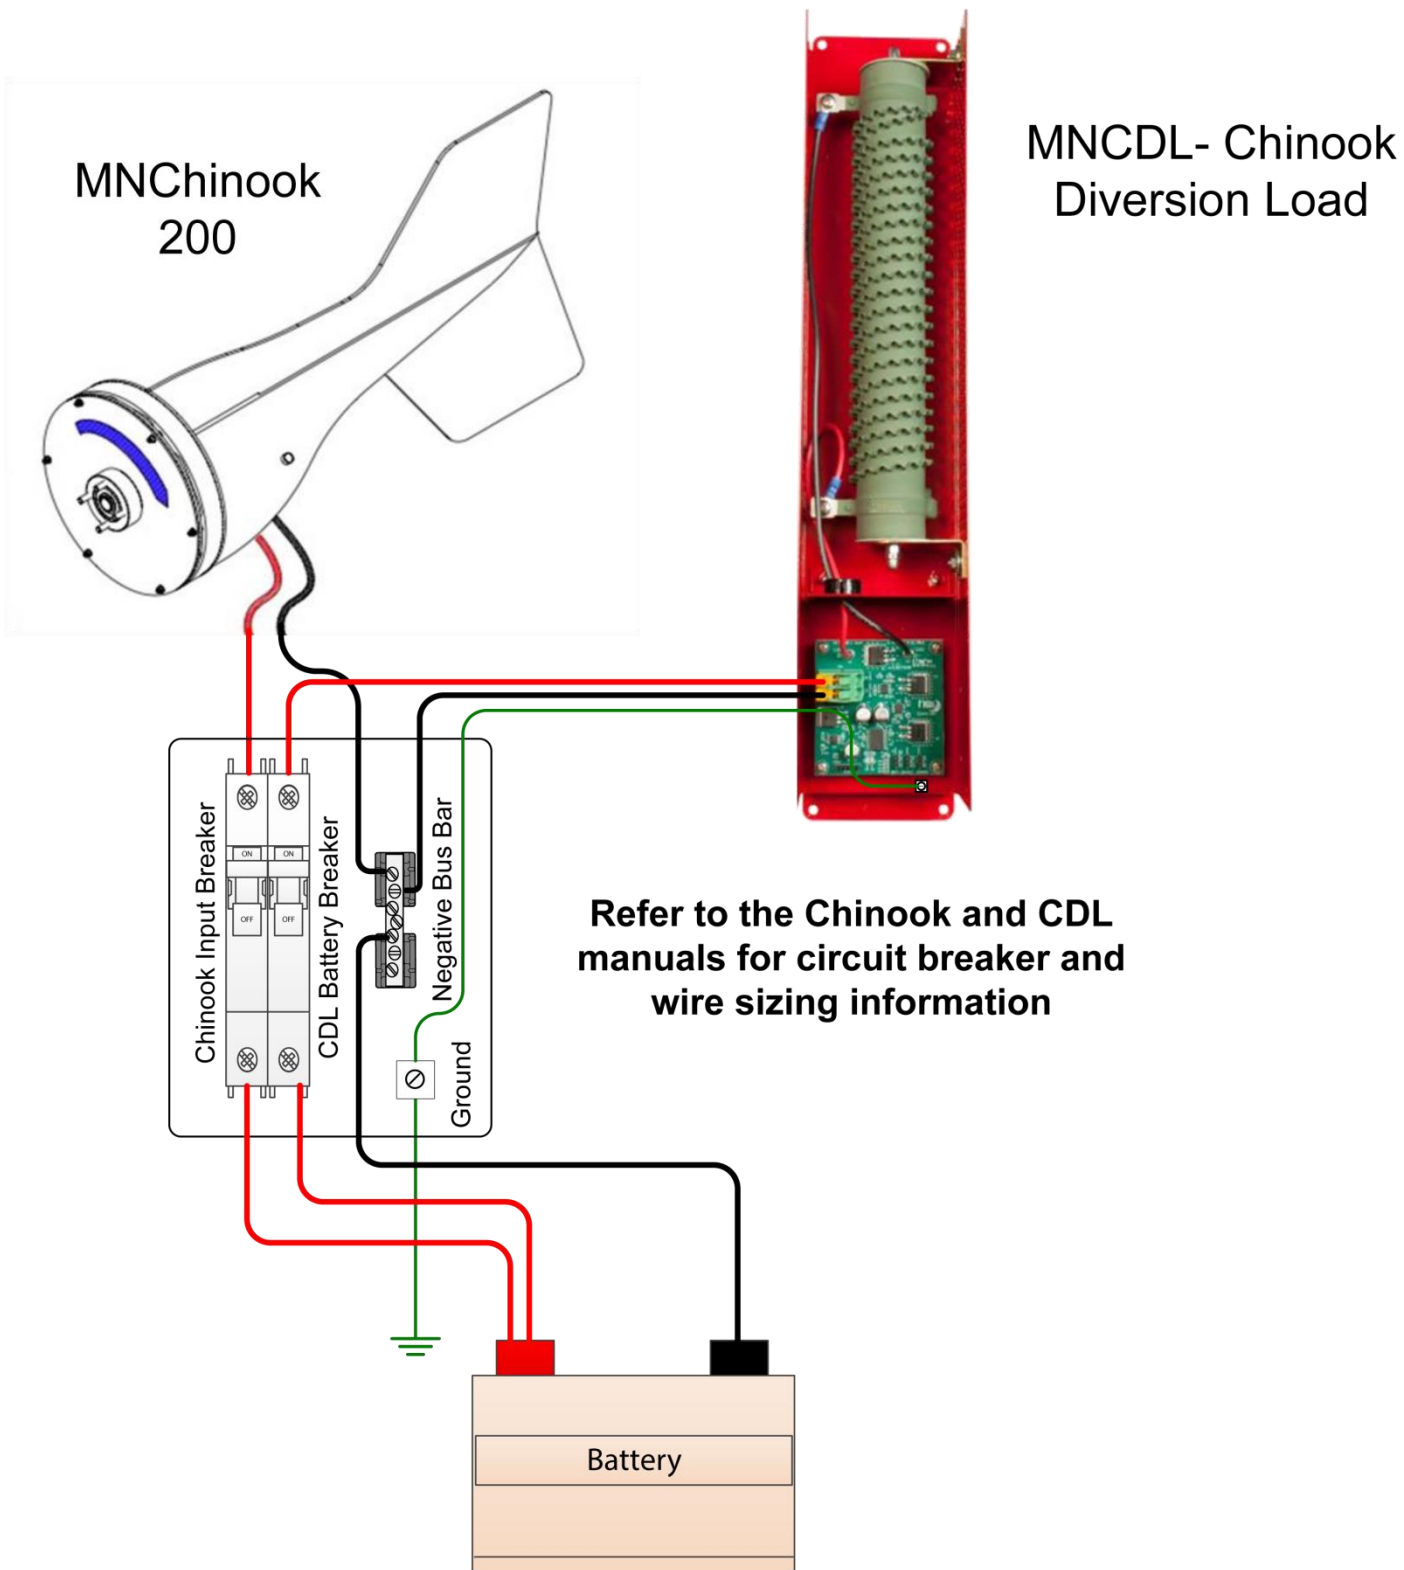 MNChinook
200
MNCDL- Chinook
Diversion Load
Chinook Input Breaker
ON
OFF
ON
OFF
CDL Battery Breaker
Negative Bus Bar
Ground
Refer to the Chinook and CDL
manuals for circuit breaker and
wire sizing information
Battery